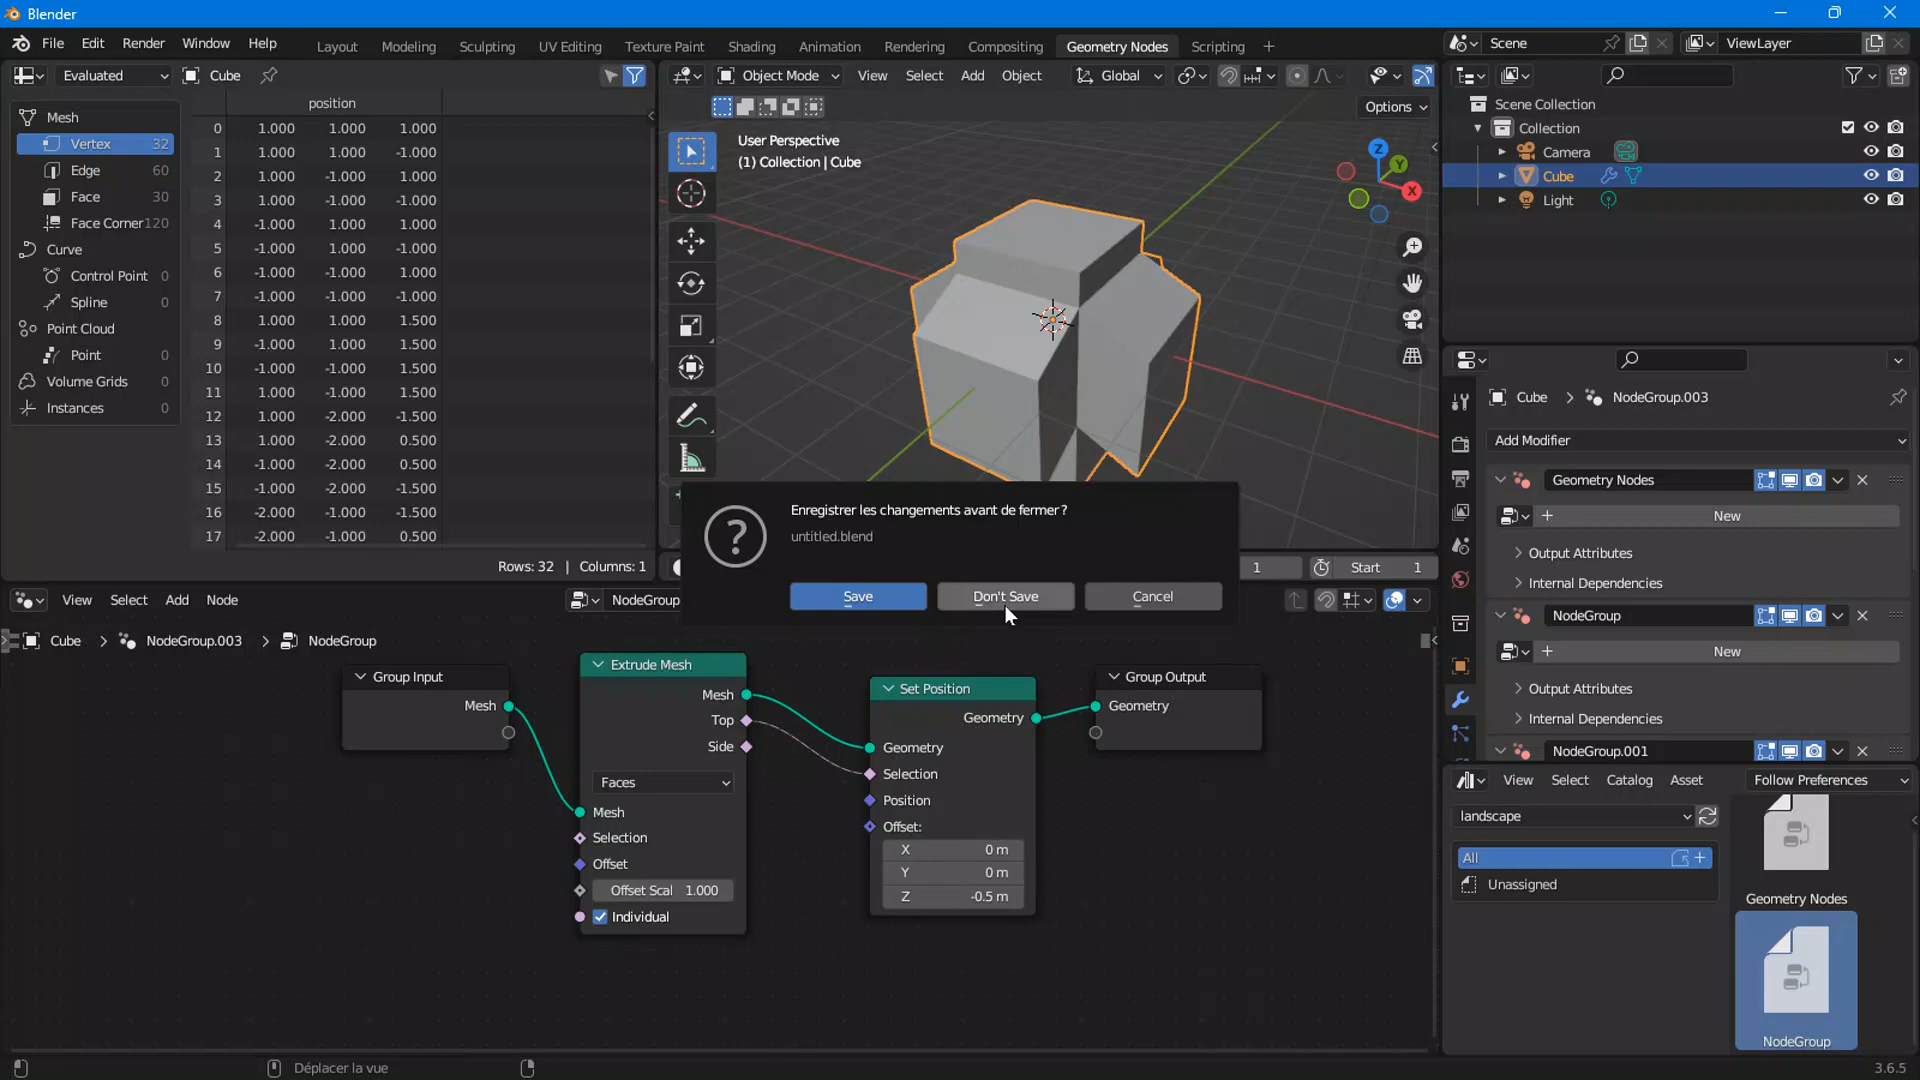 Blender
File Edit Render Window Help
Layout Modeling Sculpting UV Editing Texture Paint Shading Animation Rendering Compositing Geometry Nodes Scripting +
Scene
ViewLayer
Evaluated
Cube
Mesh
Vertex 32
Edge 60
Face 30
Face Corner 120
Curve
Control Point 0
Spline 0
Point Cloud
Point 0
Volume Grids 0
Instances 0
position
0 1.000 1.000 1.000
1 1.000 1.000 -1.000
2 1.000 -1.000 1.000
3 1.000 -1.000 -1.000
4 -1.000 1.000 1.000
5 -1.000 1.000 -1.000
6 -1.000 -1.000 1.000
7 -1.000 -1.000 -1.000
8 1.000 1.000 1.500
9 -1.000 1.000 1.500
10 -1.000 -1.000 1.500
11 1.000 -1.000 1.500
12 1.000 -2.000 -1.500
13 1.000 -2.000 0.500
14 -1.000 -2.000 0.500
15 -1.000 -2.000 -1.500
16 -2.000 -1.000 -1.500
17 -2.000 -1.000 0.500
Rows: 32 | Columns: 1
Object Mode View Select Add Object Global
Options
User Perspective
(1) Collection | Cube
Z
Y
X
Enregistrer les changements avant de fermer ?
untitled.blend
Save Don't Save Cancel
1
Start 1
Scene Collection
Collection
Camera
Cube
Light
Cube > NodeGroup.003
Add Modifier
Geometry Nodes
New
Output Attributes
Internal Dependencies
NodeGroup
New
Output Attributes
Internal Dependencies
NodeGroup.001
View Select Add Node
NodeGroup
Cube > NodeGroup.003 > NodeGroup
Group Input
Mesh
Extrude Mesh
Mesh
Top
Side
Faces
Mesh
Selection
Offset
Offset Scal 1.000
Individual
Set Position
Geometry
Geometry
Selection
Position
Offset:
X 0 m
Y 0 m
Z -0.5 m
Group Output
Geometry
View Select Catalog Asset Follow Preferences
landscape
All
Unassigned
Geometry Nodes
NodeGroup
Déplacer la vue
3.6.5